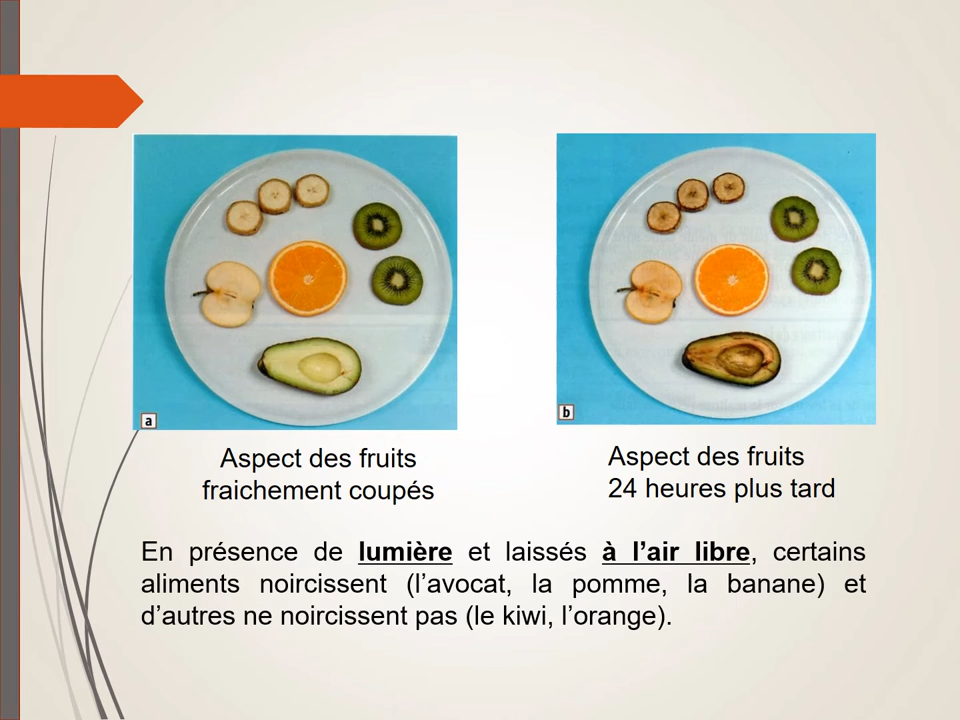 a
b
Aspect des fruits
fraichement coupés
Aspect des fruits
24 heures plus tard
En présence de lumière et laissés à l’air libre, certains
aliments noircissent (l’avocat, la pomme, la banane) et
d’autres ne noircissent pas (le kiwi, l’orange).